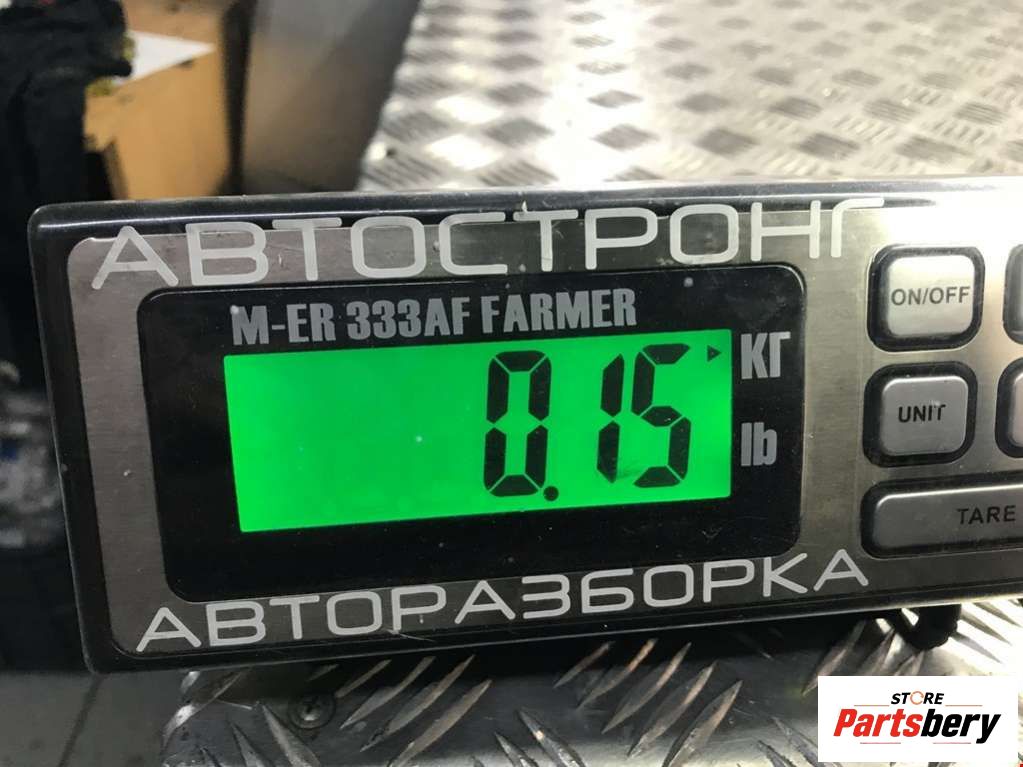 АВТОСТРОНГ
M-ER 333AF FARMER
0.15
КГ
lb
ON/OFF
UNIT
TARE
АВТОРАЗБОРКА
STORE
Partsbery